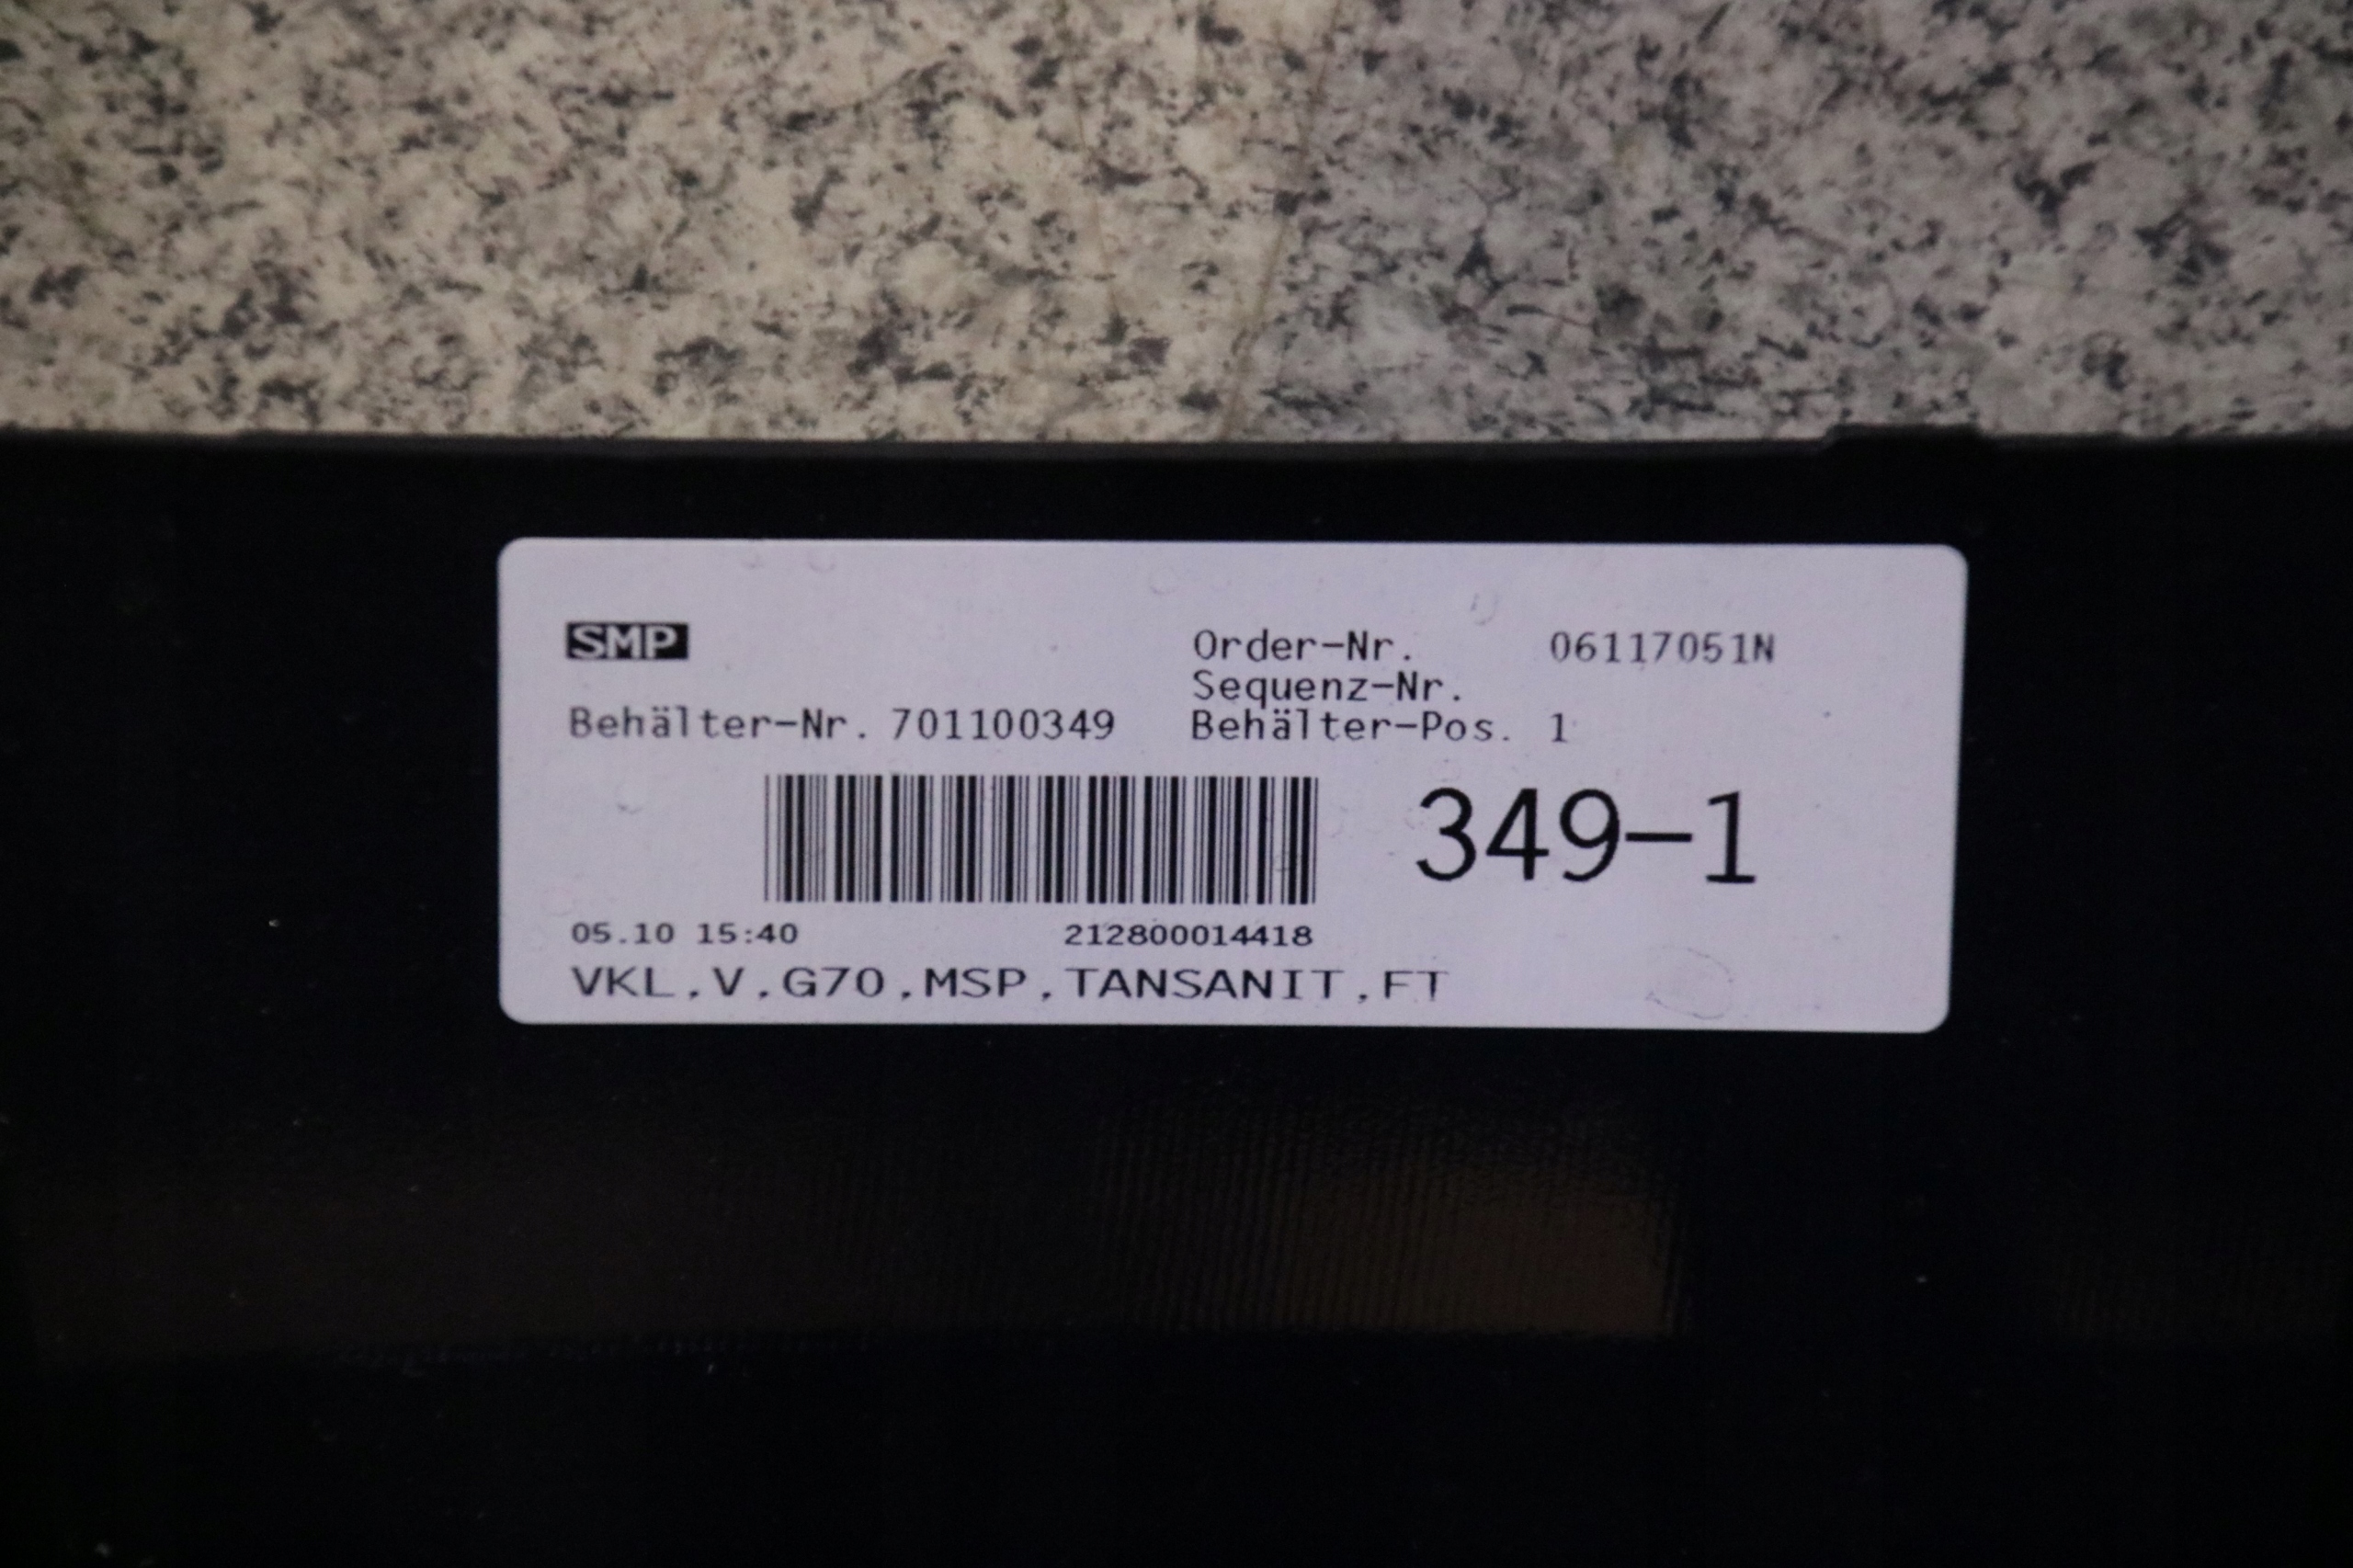 SMP
Order-Nr. 06117051N
Sequenz-Nr.
Behälter-Nr. 701100349 Behälter-Pos. 1
349-1
05.10 15:40 212800014418
VKL,V,G70,MSP,TANSANIT,FT